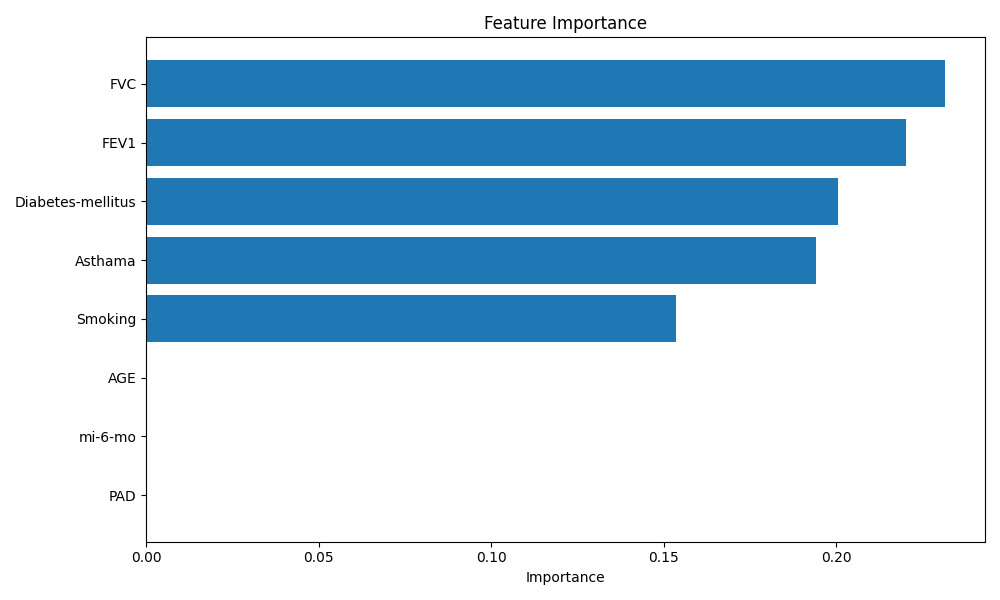 Feature Importance
FVC
FEV1
Diabetes-mellitus
Asthama
Smoking
AGE
mi-6-mo
PAD
0.00 0.05 0.10 0.15 0.20
Importance